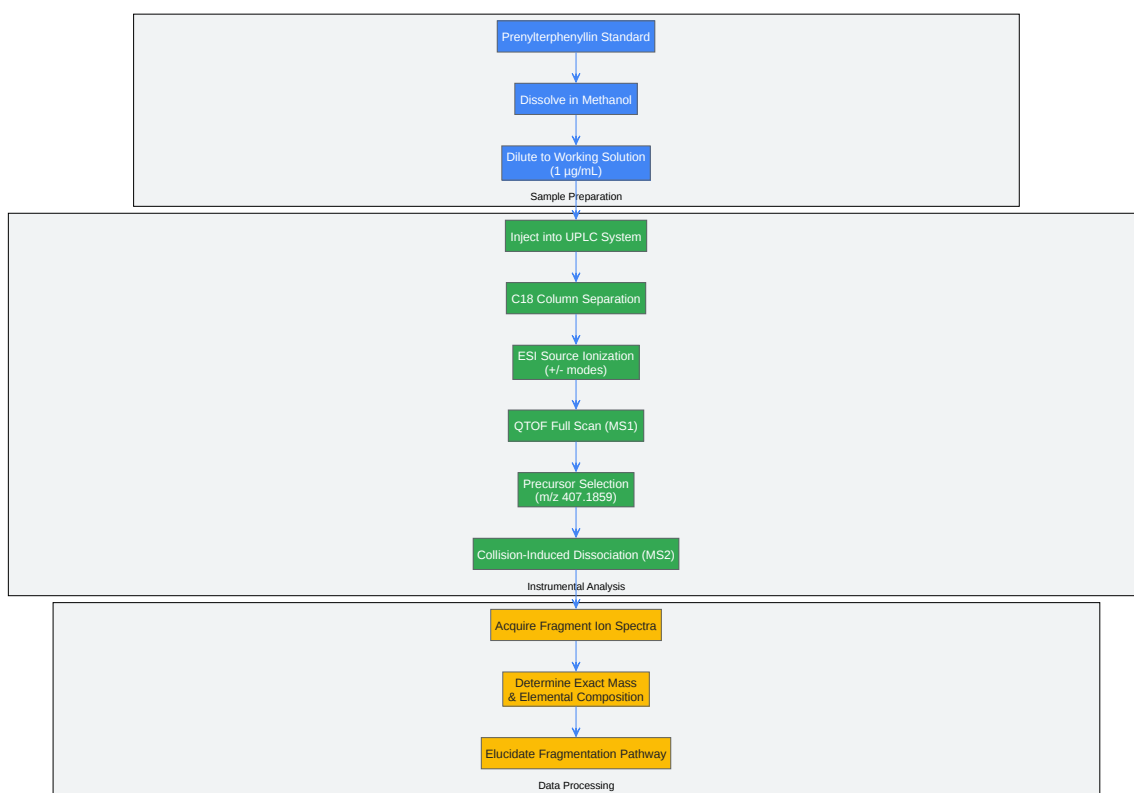 Prenylterphenyllin Standard
Dissolve in Methanol
Dilute to Working Solution
(1 µg/mL)
Sample Preparation
Inject into UPLC System
C18 Column Separation
ESI Source Ionization
(+/- modes)
QTOF Full Scan (MS1)
Precursor Selection
(m/z 407.1859)
Collision-Induced Dissociation (MS2)
Instrumental Analysis
Acquire Fragment Ion Spectra
Determine Exact Mass
& Elemental Composition
Elucidate Fragmentation Pathway
Data Processing